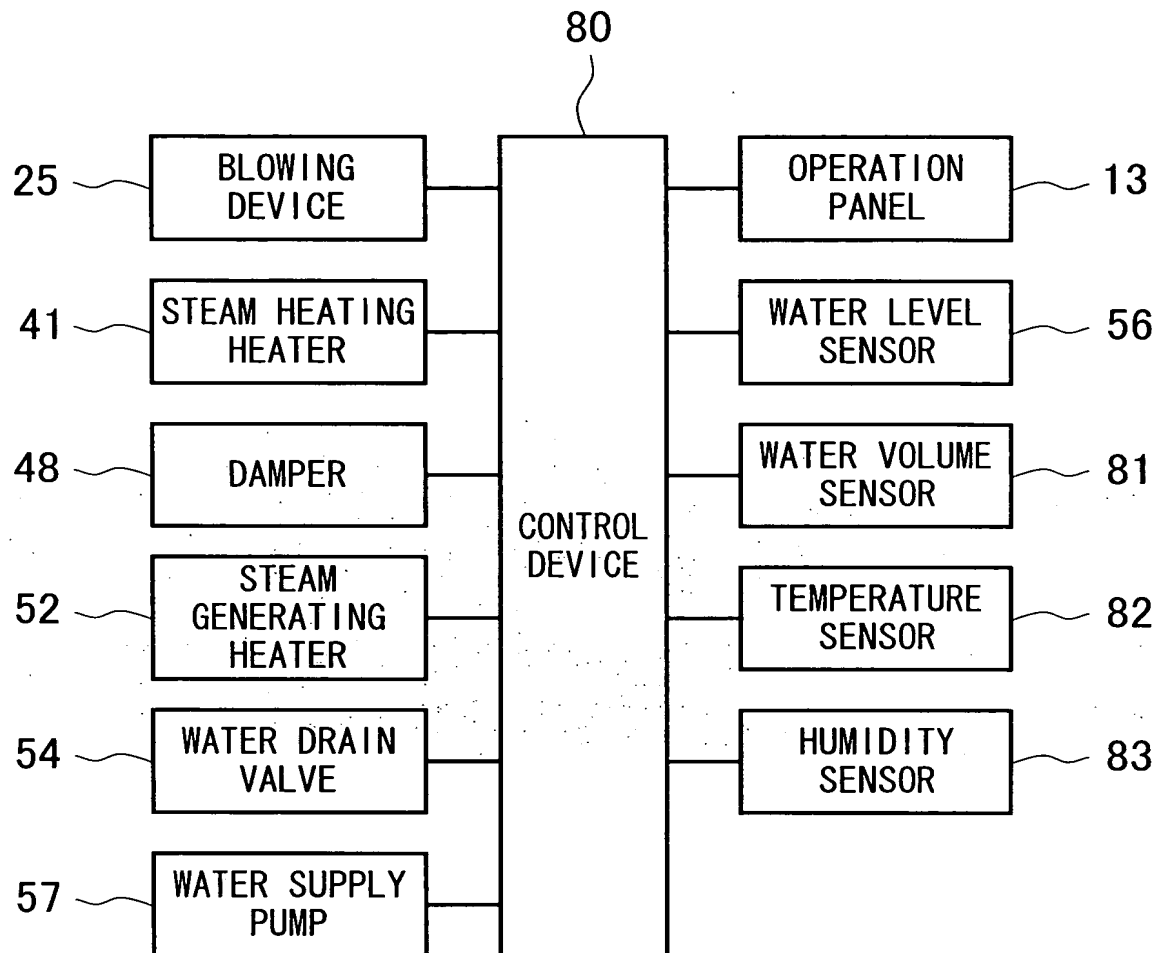 80
25
BLOWING
DEVICE
41
STEAM HEATING
HEATER
48
DAMPER
52
STEAM
GENERATING
HEATER
54
WATER DRAIN
VALVE
57
WATER SUPPLY
PUMP
CONTROL
DEVICE
OPERATION
PANEL
13
WATER LEVEL
SENSOR
56
WATER VOLUME
SENSOR
81
TEMPERATURE
SENSOR
82
HUMIDITY
SENSOR
83